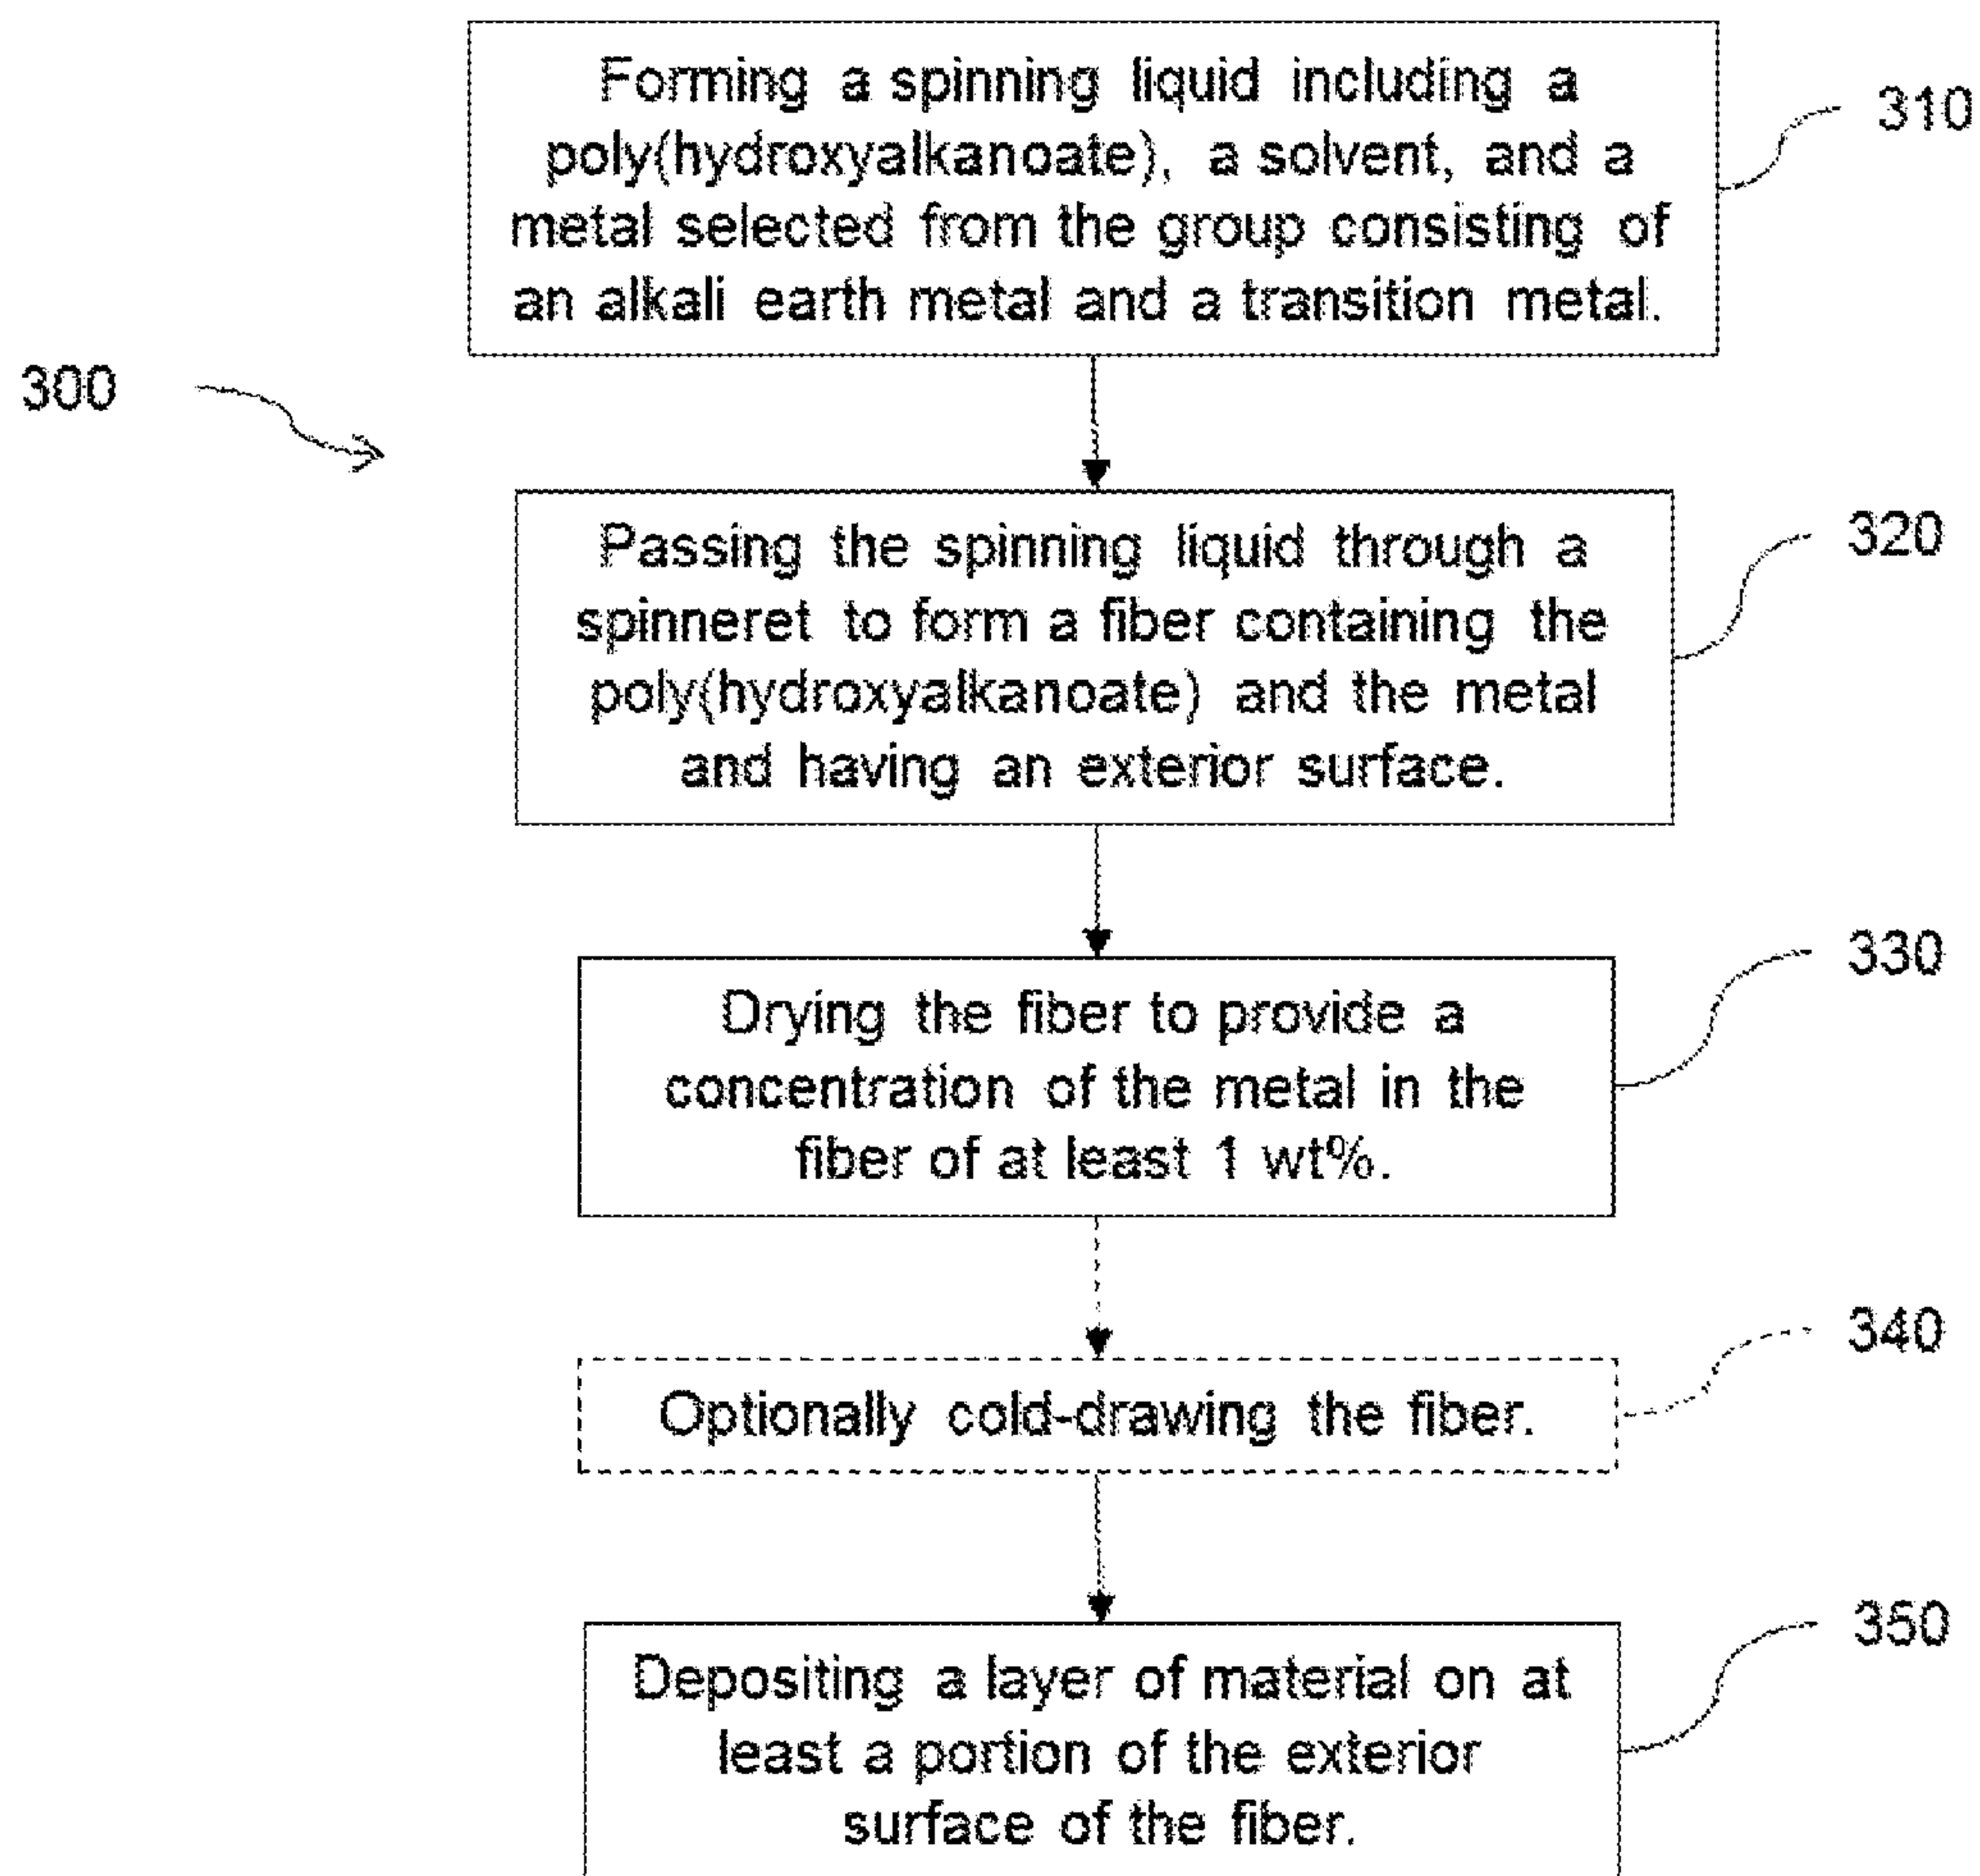 Forming a spinning liquid including a
poly(hydroxyalkanoate), a solvent, and a
metal selected from the group consisting of
an alkali earth metal and a transition metal.
310
300
Passing the spinning liquid through a
spinneret to form a fiber containing the
poly(hydroxyalkanoate) and the metal
and having an exterior surface.
320
Drying the fiber to provide a
concentration of the metal in the
fiber of at least 1 wt%.
330
Optionally cold-drawing the fiber.
340
Depositing a layer of material on at
least a portion of the exterior
surface of the fiber.
350